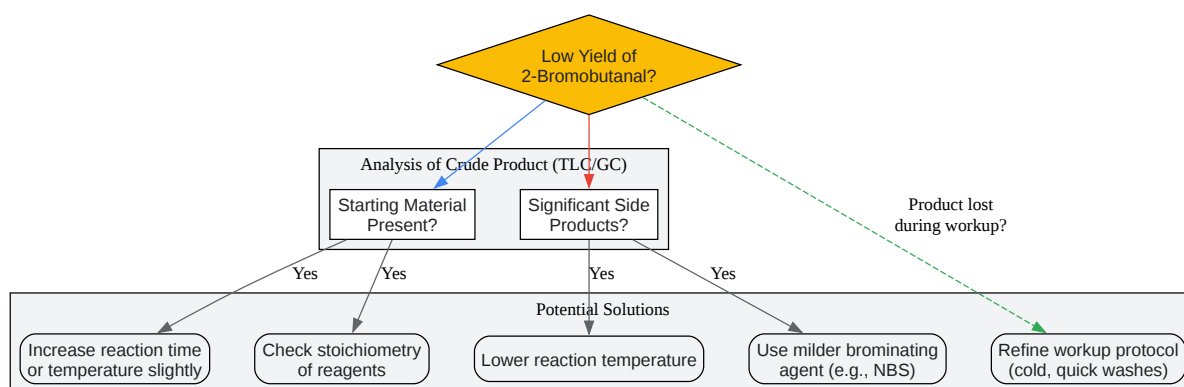 Low Yield of
2-Bromobutanal?
Analysis of Crude Product (TLC/GC)
Starting Material
Present?
Significant Side
Products?
Product lost
during workup?
Yes
Yes
Yes
Yes
Potential Solutions
Increase reaction time
or temperature slightly
Check stoichiometry
of reagents
Lower reaction temperature
Use milder brominating
agent (e.g., NBS)
Refine workup protocol
(cold, quick washes)